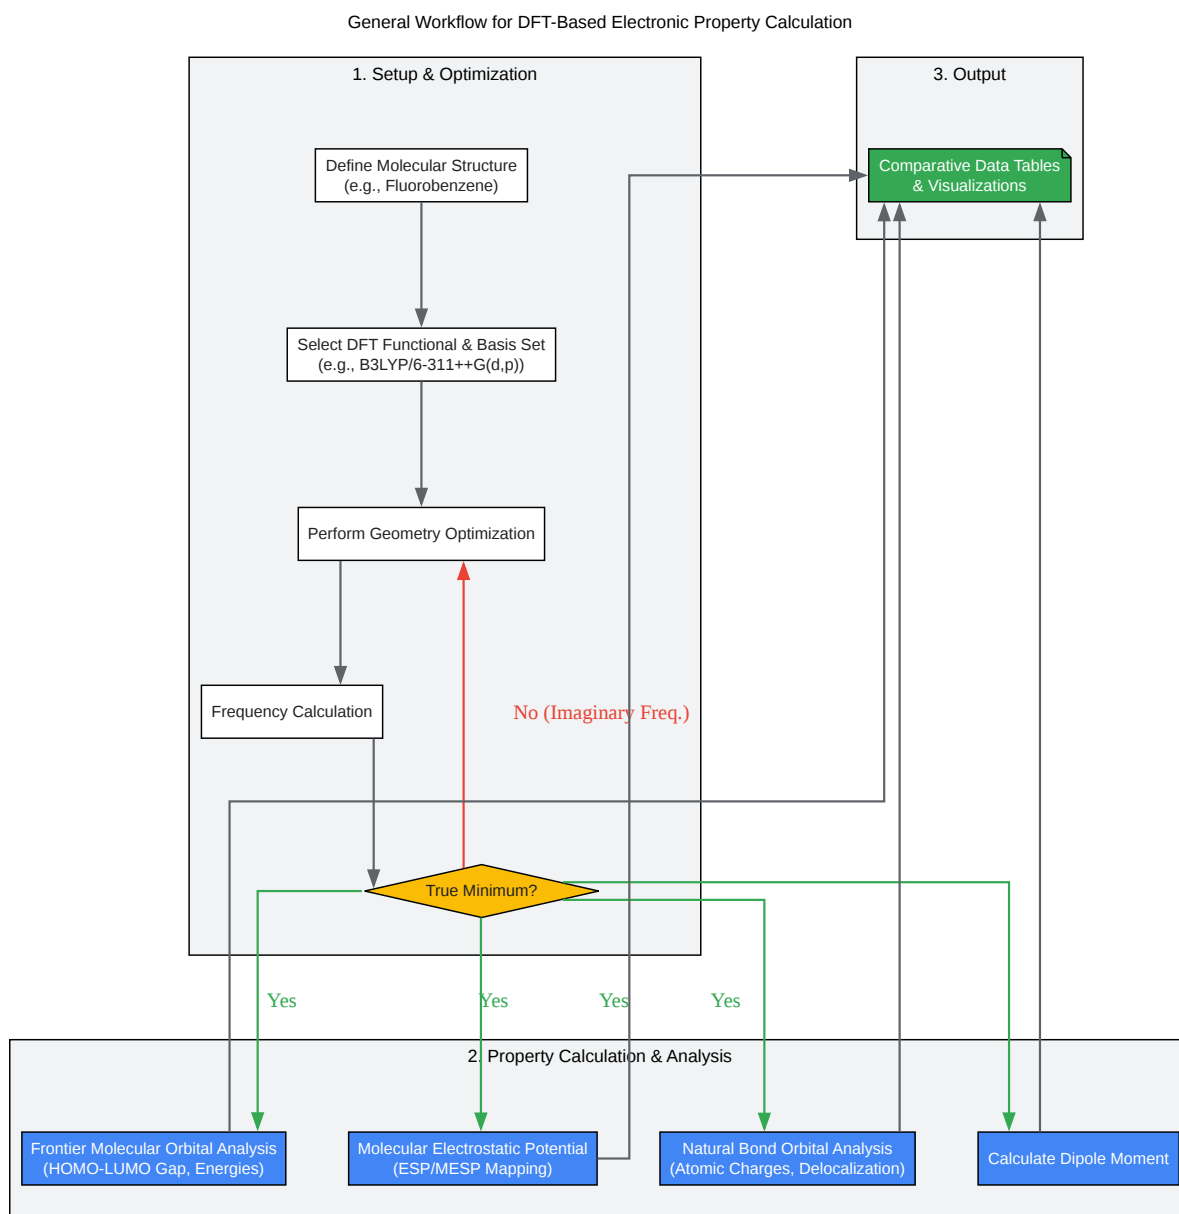 General Workflow for DFT-Based Electronic Property Calculation
1. Setup & Optimization
3. Output
Define Molecular Structure
(e.g., Fluorobenzene)
Comparative Data Tables
& Visualizations
Select DFT Functional & Basis Set
(e.g., B3LYP/6-311++G(d,p))
Perform Geometry Optimization
Frequency Calculation
No (Imaginary Freq.)
True Minimum?
Yes
Yes
Yes
Yes
2. Property Calculation & Analysis
Frontier Molecular Orbital Analysis
(HOMO-LUMO Gap, Energies)
Molecular Electrostatic Potential
(ESP/MESP Mapping)
Natural Bond Orbital Analysis
(Atomic Charges, Delocalization)
Calculate Dipole Moment